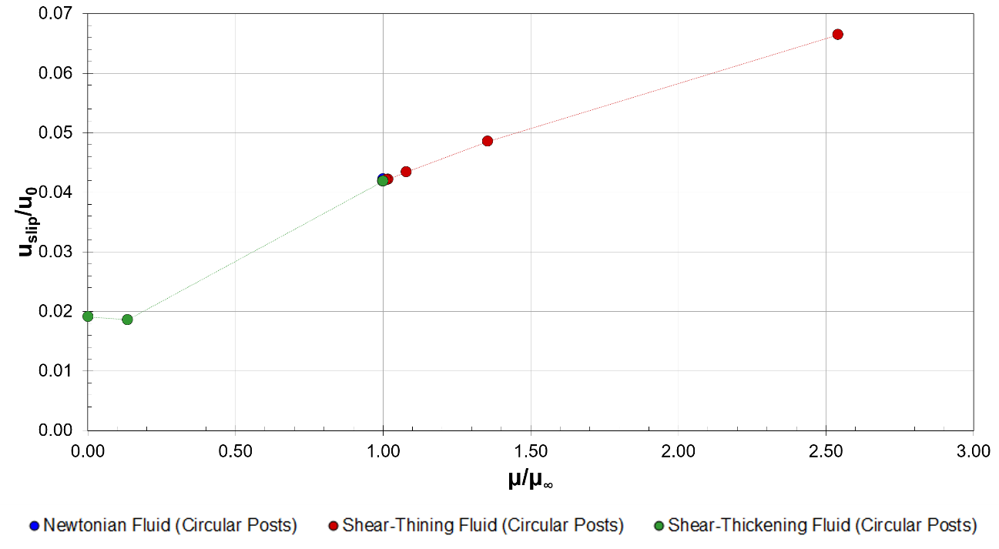 0.07
0.06
0.05
0.04
0.03
0.02
0.01
0.00
uslip/u0
0.00 0.50 1.00 1.50 2.00 2.50 3.00
μ/μ∞
Newtonian Fluid (Circular Posts) Shear-Thining Fluid (Circular Posts) Shear-Thickening Fluid (Circular Posts)